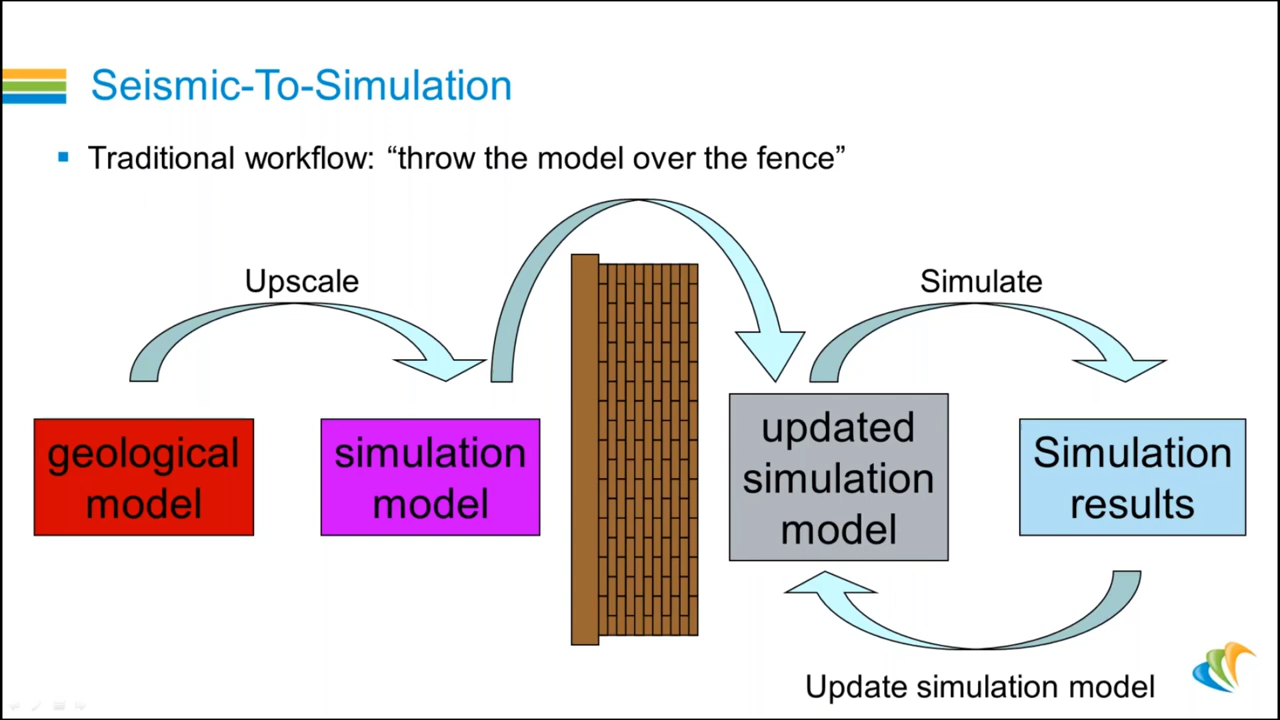 Seismic-To-Simulation
Traditional workflow: “throw the model over the fence”
Upscale
Simulate
geological
model
simulation
model
updated
simulation
model
Simulation
results
Update simulation model